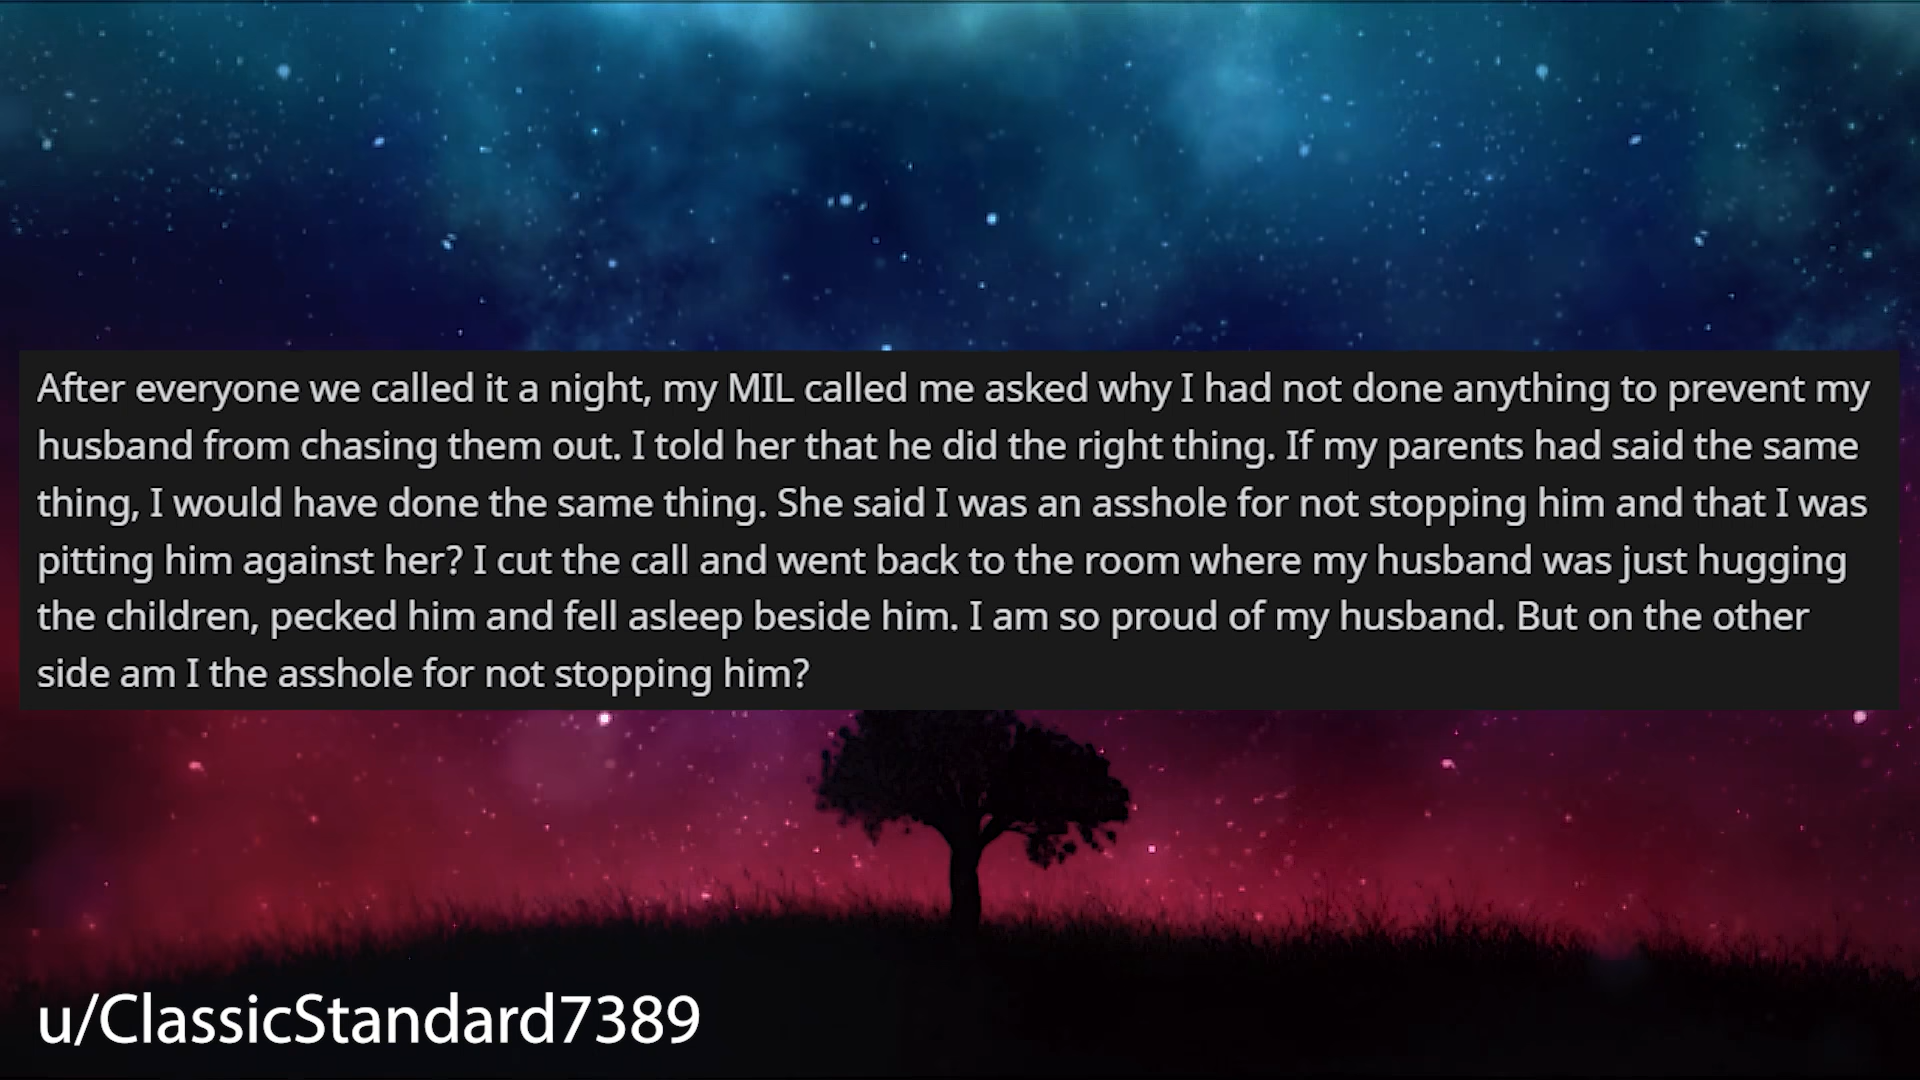 After everyone we called it a night, my MIL called me asked why I had not done anything to prevent my
husband from chasing them out. I told her that he did the right thing. If my parents had said the same
thing, I would have done the same thing. She said I was an asshole for not stopping him and that I was
pitting him against her? I cut the call and went back to the room where my husband was just hugging
the children, pecked him and fell asleep beside him. I am so proud of my husband. But on the other
side am I the asshole for not stopping him?
u/ClassicStandard7389